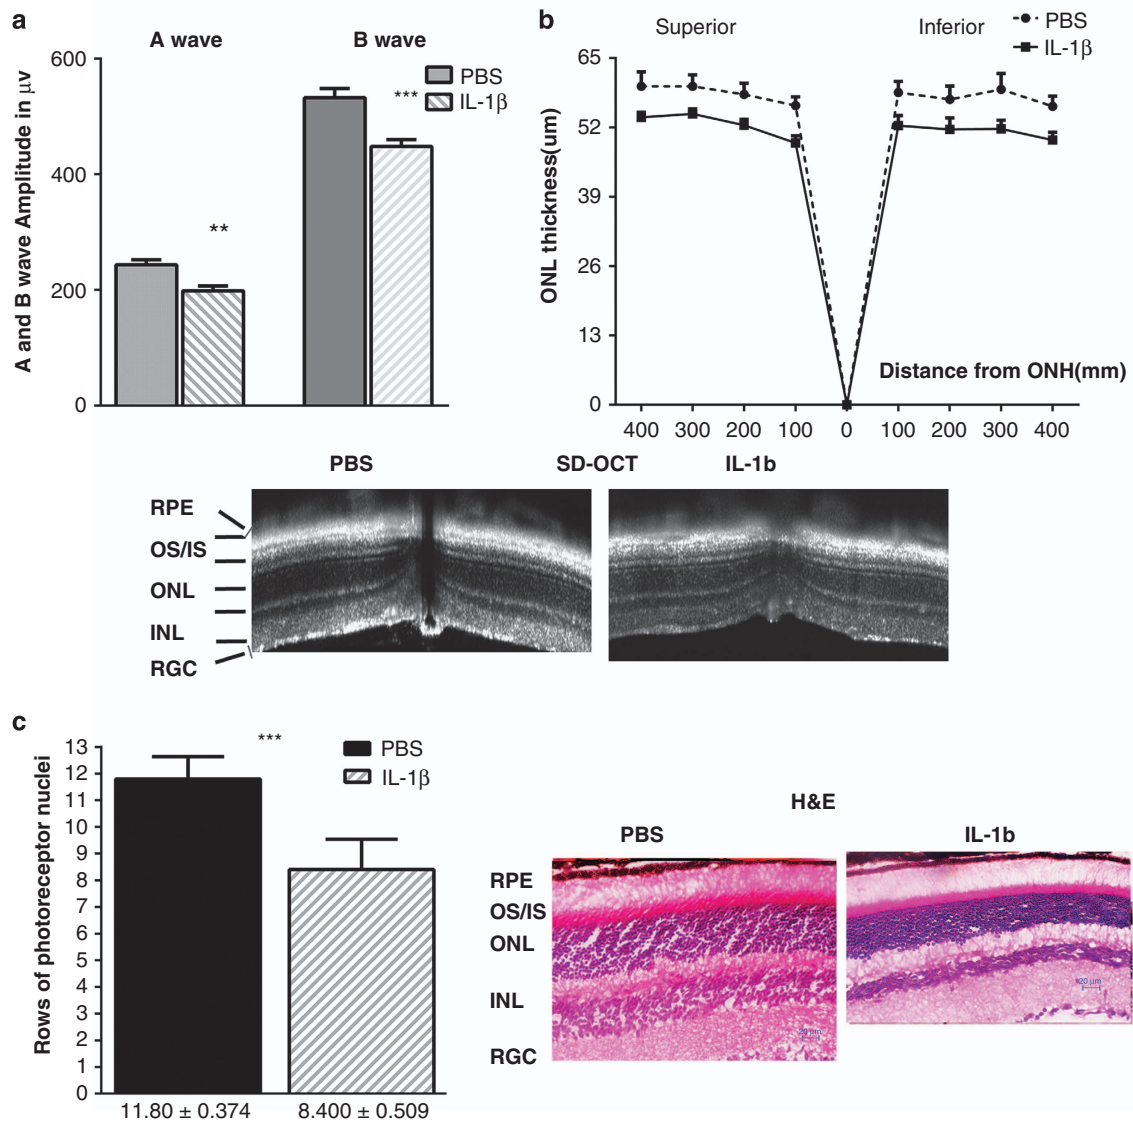 a
A wave
B wave
A and B wave Amplitude in μv
600
400
200
0
PBS
IL-1β
**
***
b
Superior
Inferior
PBS
IL-1β
ONL thickness(um)
65
52
39
26
13
0
Distance from ONH(mm)
400 300 200 100 0 100 200 300 400
PBS
SD-OCT
IL-1b
RPE
OS/IS
ONL
INL
RGC
c
Rows of photoreceptor nuclei
13
12
11
10
9
8
7
6
5
4
3
2
1
0
***
PBS
IL-1β
11.80 ± 0.374
8.400 ± 0.509
H&E
PBS
IL-1b
RPE
OS/IS
ONL
INL
RGC
20 μm
20 μm